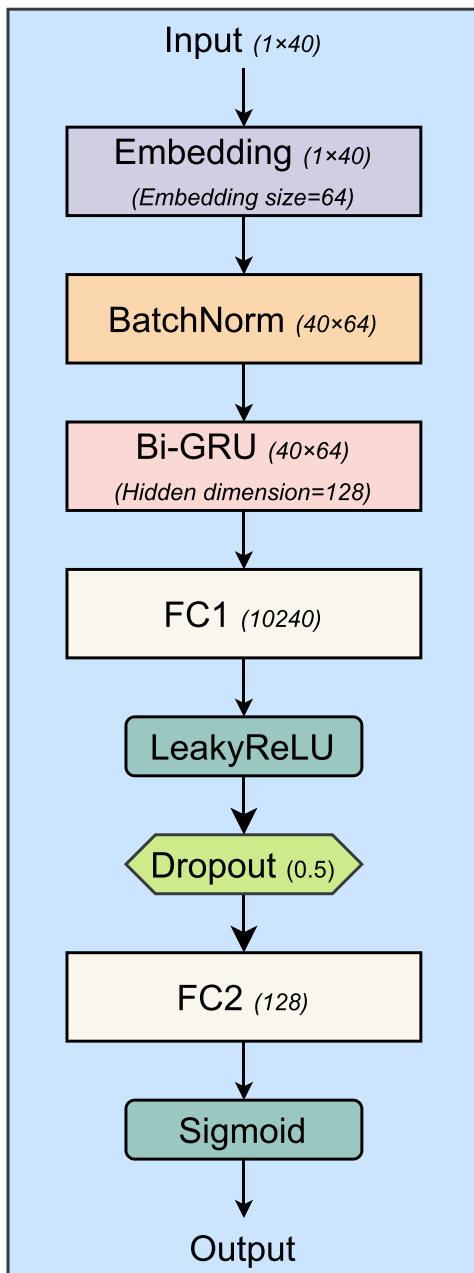 Input (1×40)
Embedding (1×40)
(Embedding size=64)
BatchNorm (40×64)
Bi-GRU (40×64)
(Hidden dimension=128)
FC1 (10240)
LeakyReLU
Dropout (0.5)
FC2 (128)
Sigmoid
Output